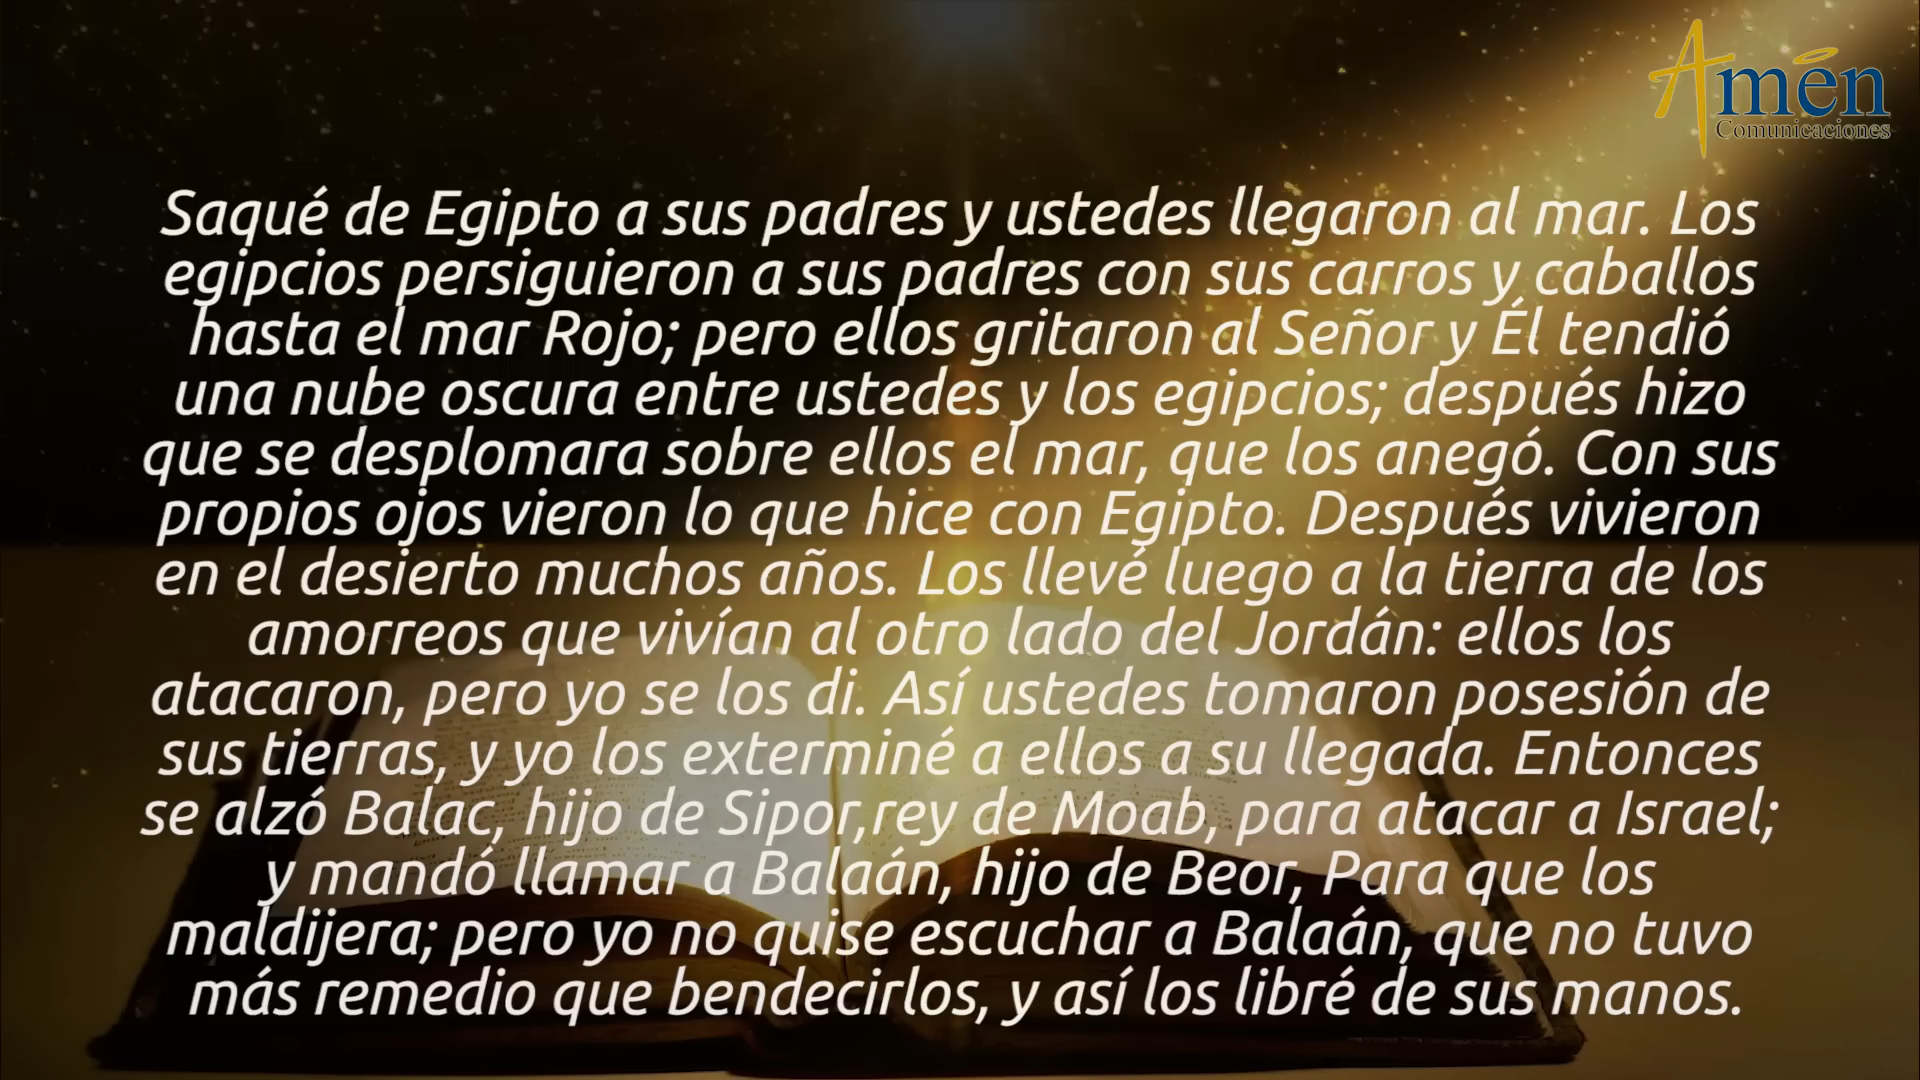 Amén
Comunicaciones
Saqué de Egipto a sus padres y ustedes llegaron al mar. Los
egipcios persiguieron a sus padres con sus carros y caballos
hasta el mar Rojo; pero ellos gritaron al Señor y Él tendió
una nube oscura entre ustedes y los egipcios; después hizo
que se desplomara sobre ellos el mar, que los anegó. Con sus
propios ojos vieron lo que hice con Egipto. Después vivieron
en el desierto muchos años. Los llevé luego a la tierra de los
amorreos que vivían al otro lado del Jordán: ellos los
atacaron, pero yo se los di. Así ustedes tomaron posesión de
sus tierras, y yo los exterminé a ellos a su llegada. Entonces
se alzó Balac, hijo de Sipor,rey de Moab, para atacar a Israel;
y mandó llamar a Balaán, hijo de Beor, Para que los
maldijera; pero yo no quise escuchar a Balaán, que no tuvo
más remedio que bendecirlos, y así los libré de sus manos.